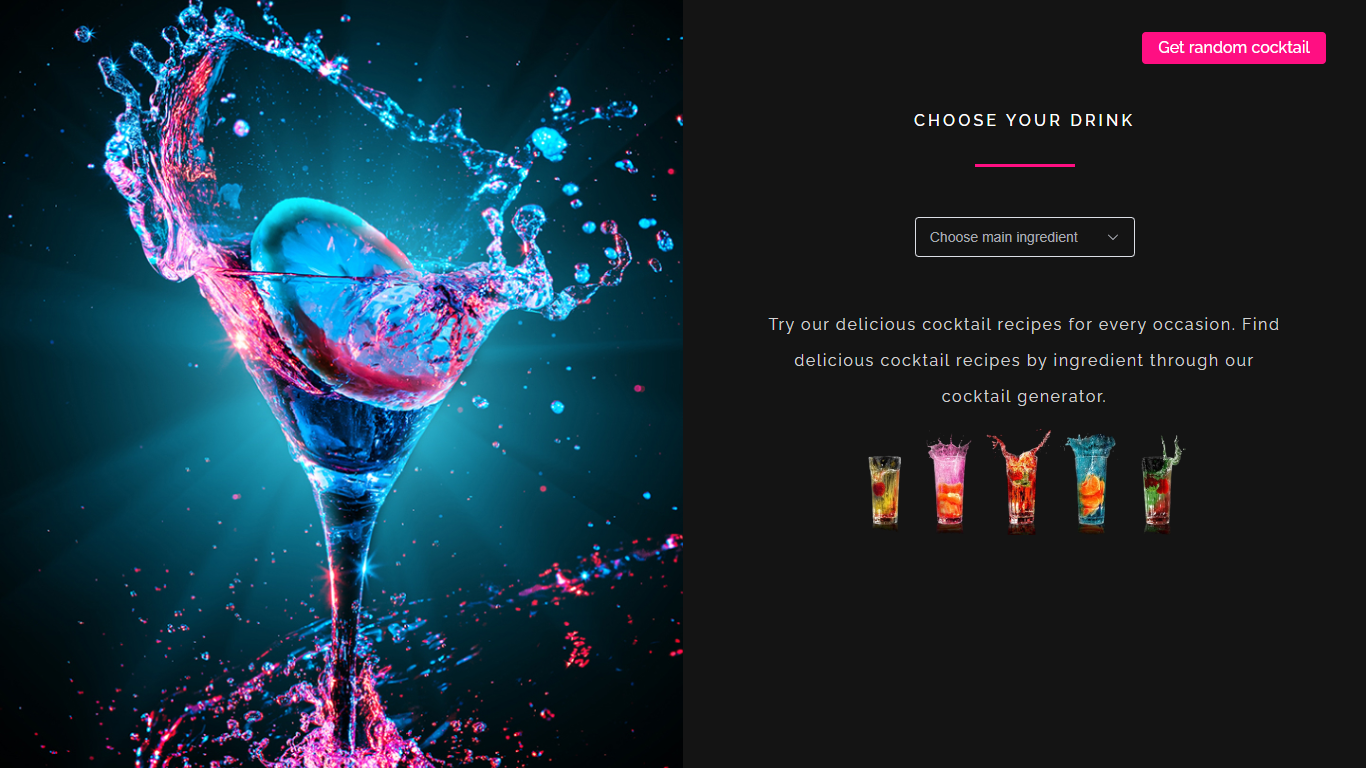 Get random cocktail
CHOOSE YOUR DRINK
Choose main ingredient
Try our delicious cocktail recipes for every occasion. Find
delicious cocktail recipes by ingredient through our
cocktail generator.